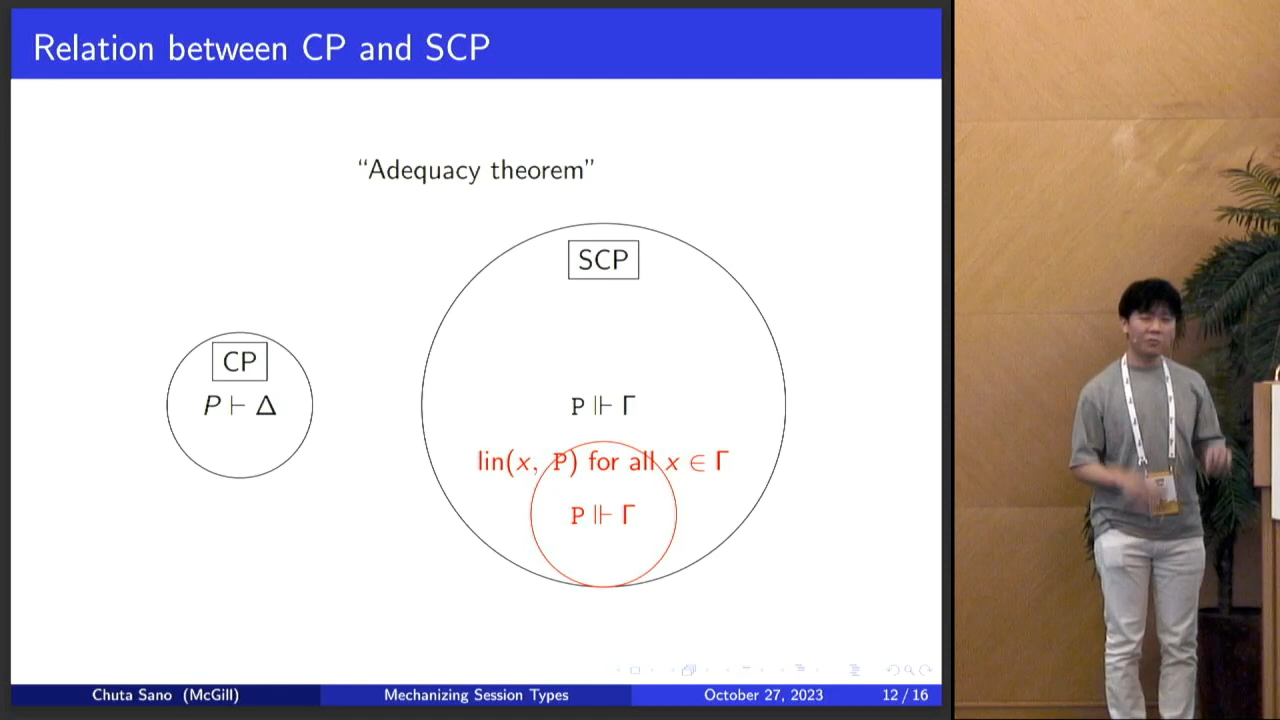 Relation between CP and SCP
“Adequacy theorem”
SCP
CP
P ⊢ Δ
P ⊩ Γ
lin(x, P) for all x ∈ Γ
P ⊩ Γ
Chuta Sano (McGill)
Mechanizing Session Types
October 27, 2023
12 / 16